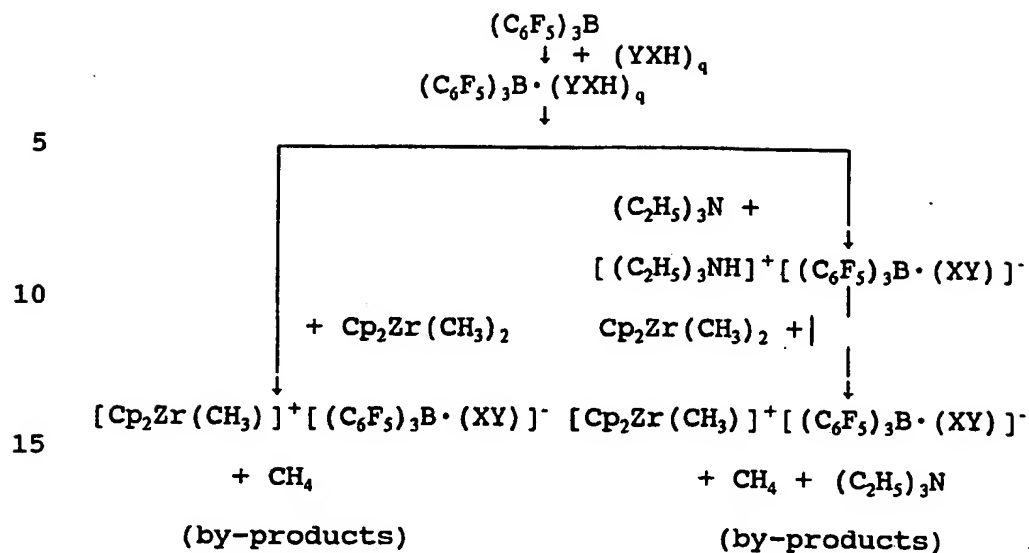 (C₆F₅)₃B
↓ + (YXH)q
(C₆F₅)₃B·(YXH)q
↓
5
(C₂H₅)₃N +
[(C₂H₅)₃NH]⁺[(C₆F₅)₃B·(XY)]⁻
10
+ Cp₂Zr(CH₃)₂ Cp₂Zr(CH₃)₂ +
[Cp₂Zr(CH₃)]⁺[(C₆F₅)₃B·(XY)]⁻ [Cp₂Zr(CH₃)]⁺[(C₆F₅)₃B·(XY)]⁻
15
+ CH₄ + CH₄ + (C₂H₅)₃N
(by-products) (by-products)